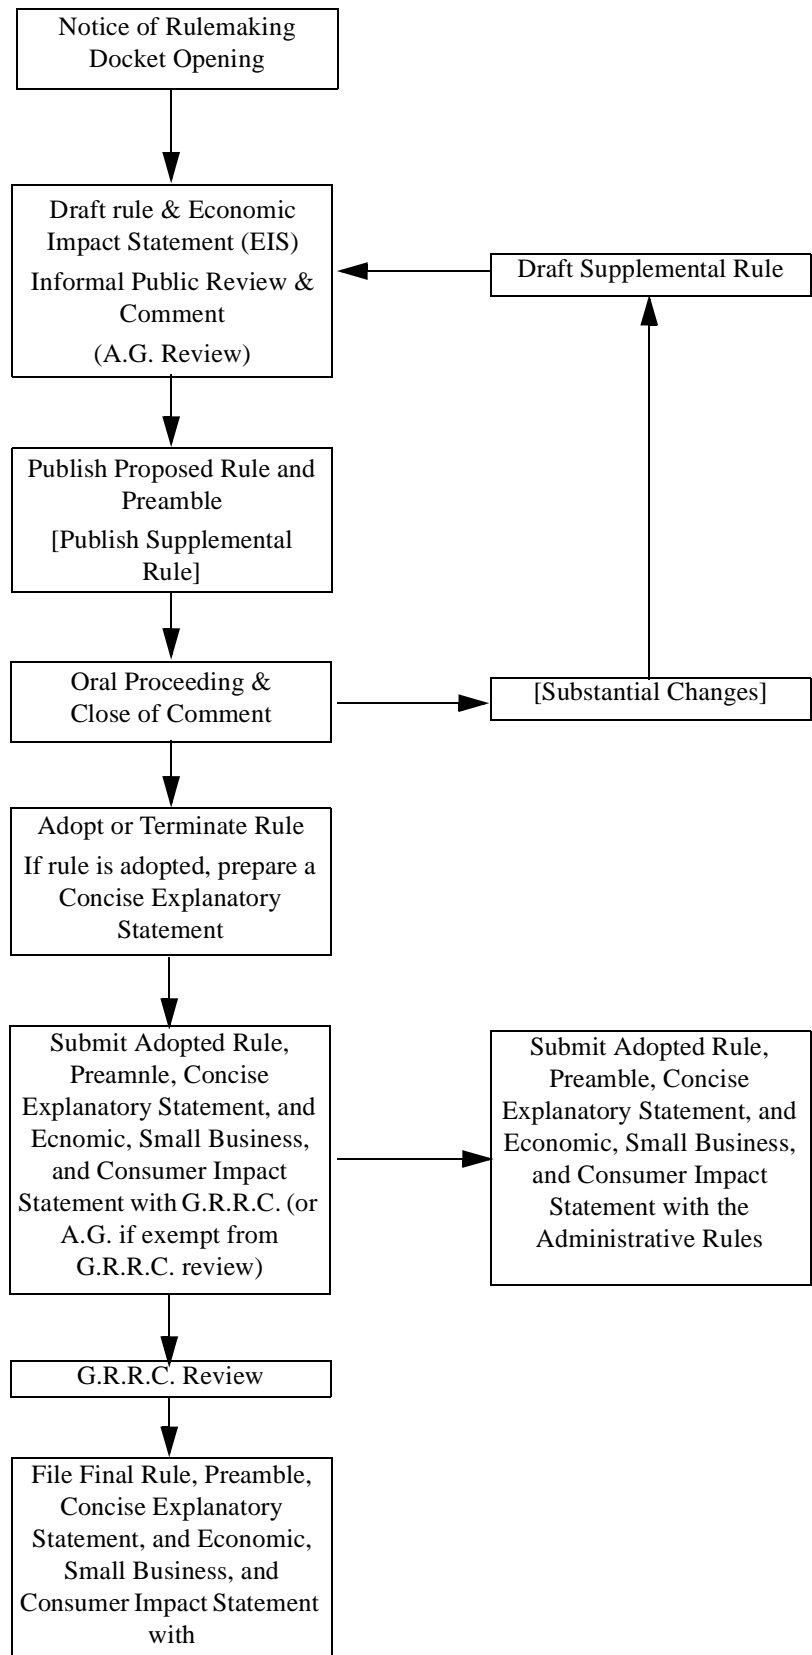 Notice of Rulemaking
Docket Opening
Draft rule & Economic
Impact Statement (EIS)
Informal Public Review &
Comment
(A.G. Review)
Draft Supplemental Rule
Publish Proposed Rule and
Preamble
[Publish Supplemental
Rule]
Oral Proceeding &
Close of Comment
[Substantial Changes]
Adopt or Terminate Rule
If rule is adopted, prepare a
Concise Explanatory
Statement
Submit Adopted Rule,
Preamnle, Concise
Explanatory Statement, and
Ecnomic, Small Business,
and Consumer Impact
Statement with G.R.R.C. (or
A.G. if exempt from
G.R.R.C. review)
Submit Adopted Rule,
Preamble, Concise
Explanatory Statement, and
Economic, Small Business,
and Consumer Impact
Statement with the
Administrative Rules
G.R.R.C. Review
File Final Rule, Preamble,
Concise Explanatory
Statement, and Economic,
Small Business, and
Consumer Impact Statement
with